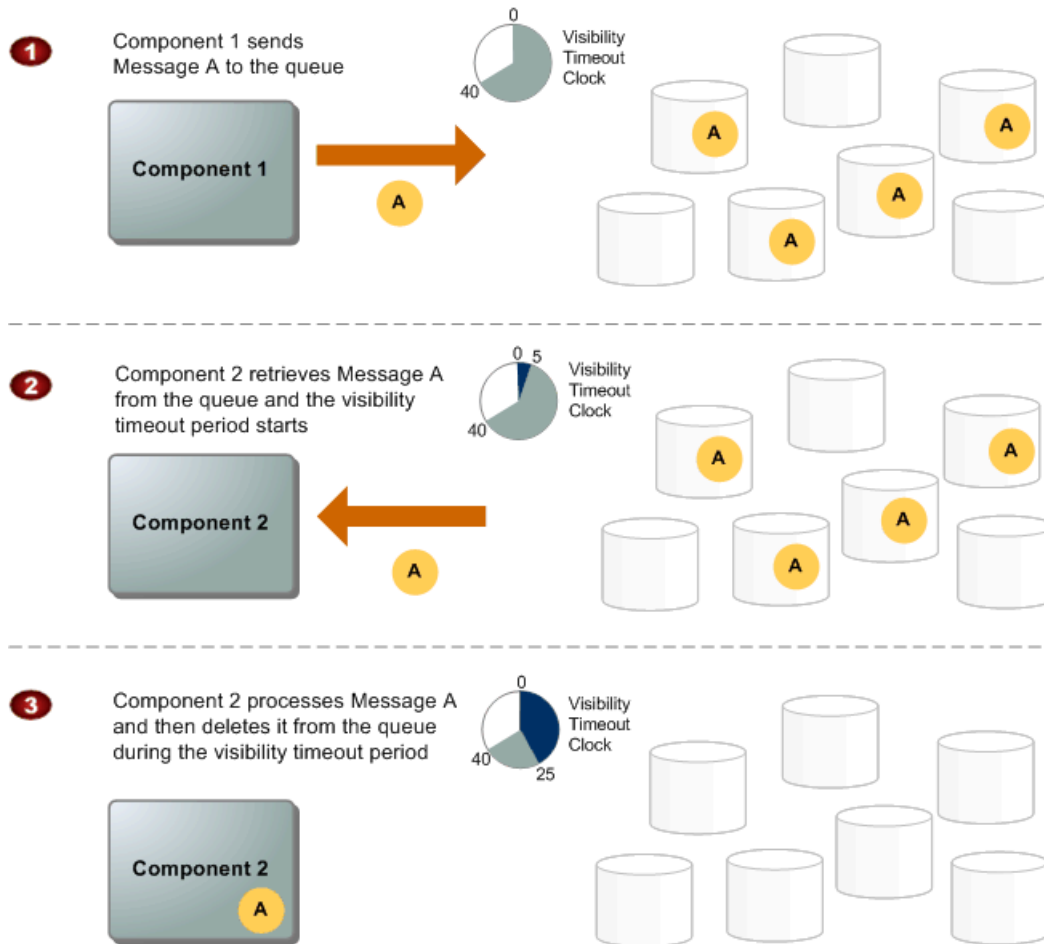 1
Component 1 sends
Message A to the queue
0
40
Visibility
Timeout
Clock
Component 1
A
A
A
A
A
2
Component 2 retrieves Message A
from the queue and the visibility
timeout period starts
0 5
40
Visibility
Timeout
Clock
Component 2
A
A
A
A
A
3
Component 2 processes Message A
and then deletes it from the queue
during the visibility timeout period
0
40
25
Visibility
Timeout
Clock
Component 2
A